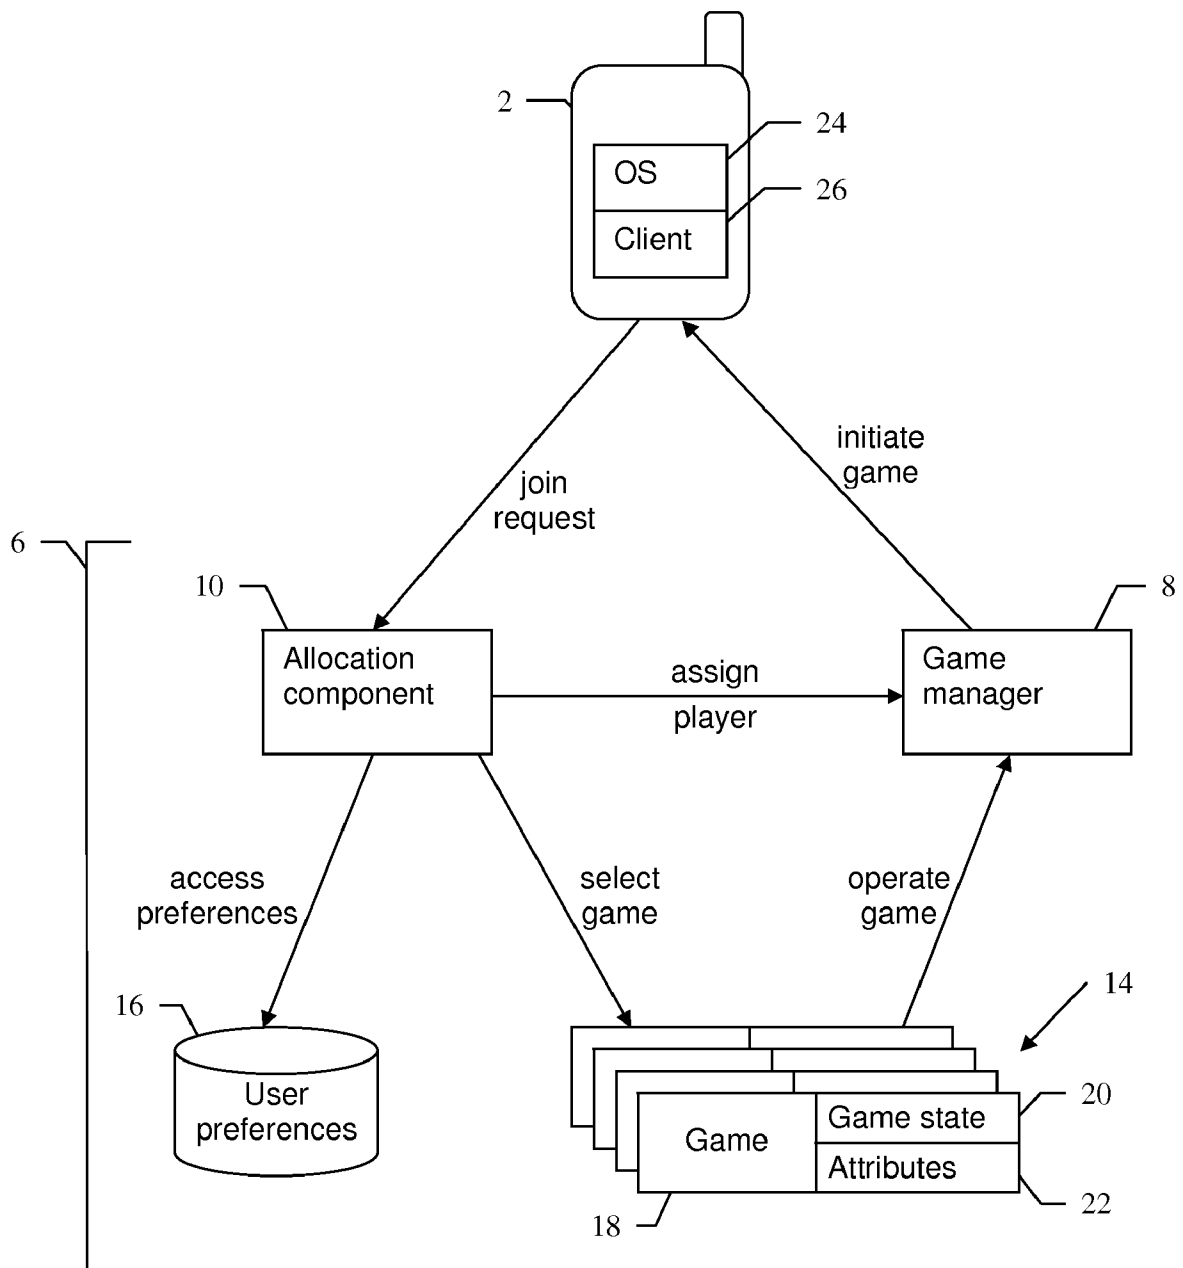 2
24
OS
26
Client
initiate
game
join
request
6
10
8
Allocation
component
assign
player
Game
manager
access
preferences
select
game
operate
game
16
14
User
preferences
Game
Game state
Attributes
20
22
18